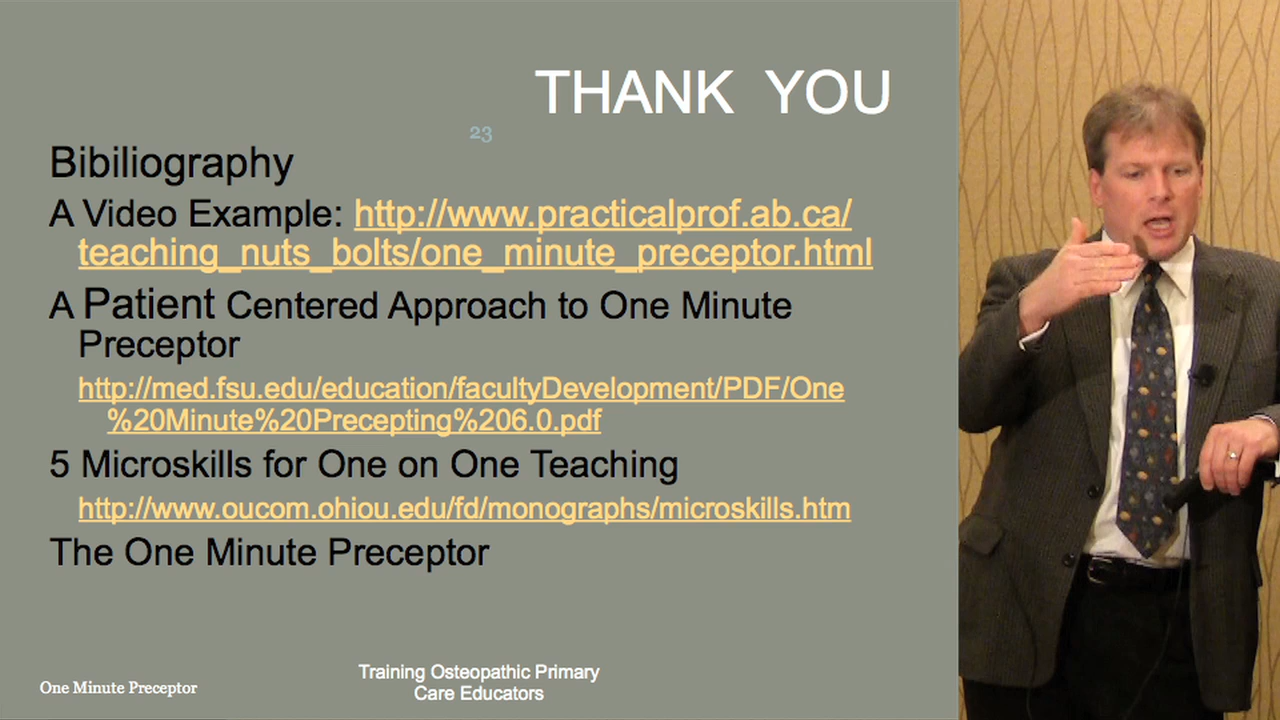 THANK YOU
23
Bibiliography
A Video Example: http://www.practicalprof.ab.ca/
teaching_nuts_bolts/one_minute_preceptor.html
A Patient Centered Approach to One Minute
Preceptor
http://med.fsu.edu/education/facultyDevelopment/PDF/One
%20Minute%20Precepting%206.0.pdf
5 Microskills for One on One Teaching
http://www.oucom.ohiou.edu/fd/monographs/microskills.htm
The One Minute Preceptor
One Minute Preceptor
Training Osteopathic Primary
Care Educators